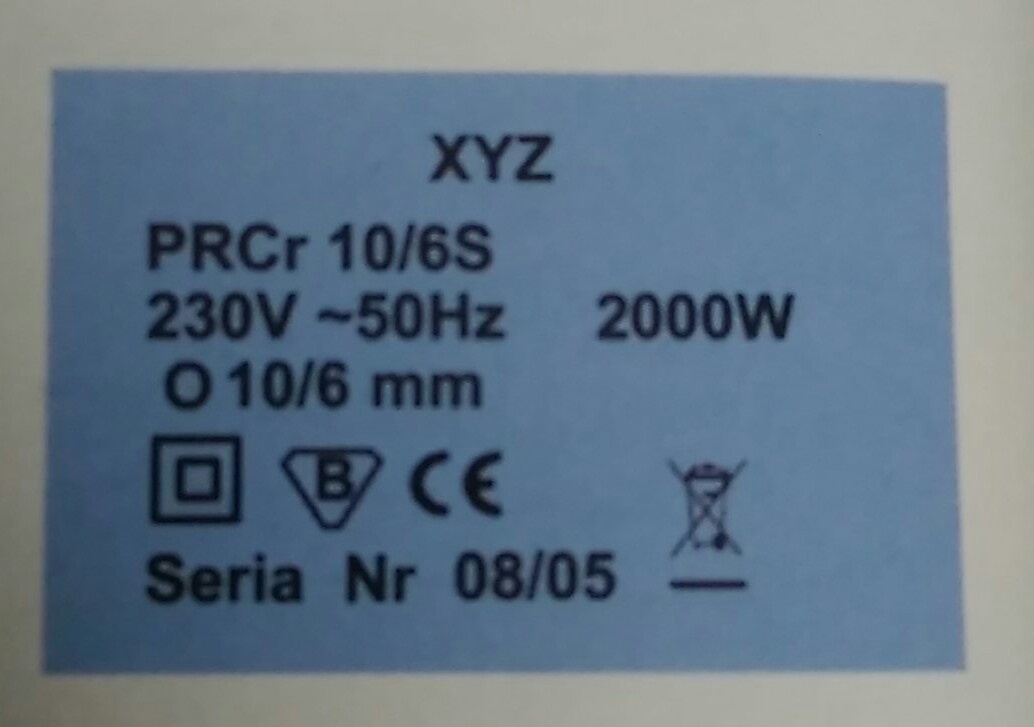 XYZ
PRCr 10/6S
230V ~50Hz 2000W
O 10/6 mm
B CE
Seria Nr 08/05